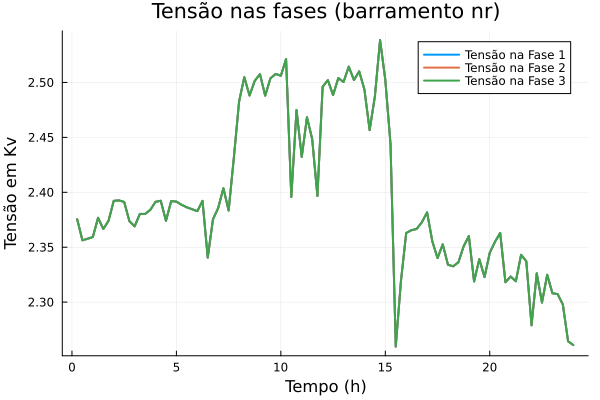 Tensão nas fases (barramento nr)
Tensão na Fase 1
Tensão na Fase 2
Tensão na Fase 3
Tensão em Kv
2.50
2.45
2.40
2.35
2.30
0 5 10 15 20
Tempo (h)